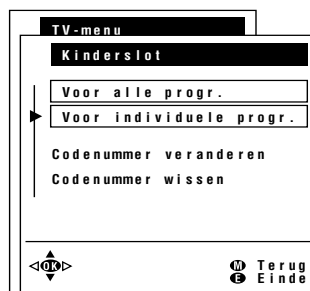 TV-menu
Kinderslot
Voor alle progr.
Voor individuele progr.
Codenummer veranderen
Codenummer wissen
OK
M Terug
E Einde